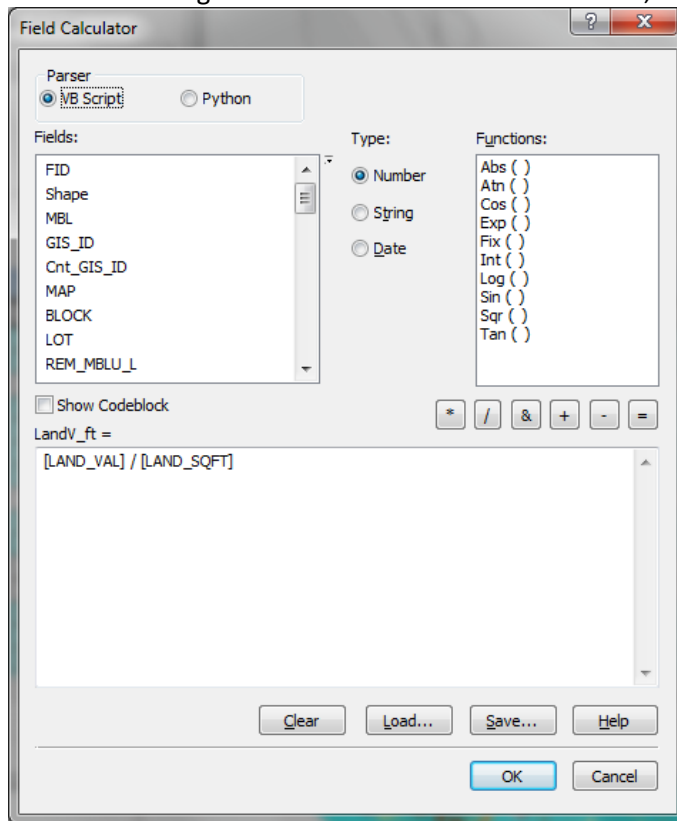 Field Calculator
Parser
VB Script Python
Fields: Type: Functions:
FID
Shape
MBL
GIS_ID
Cnt_GIS_ID
MAP
BLOCK
LOT
REM_MBLU_L
Number
String
Date
Abs ( )
Atn ( )
Cos ( )
Exp ( )
Fix ( )
Int ( )
Log ( )
Sin ( )
Sqr ( )
Tan ( )
Show Codeblock
* / & + - =
LandV_ft =
[LAND_VAL] / [LAND_SQFT]
Clear Load... Save... Help
OK Cancel